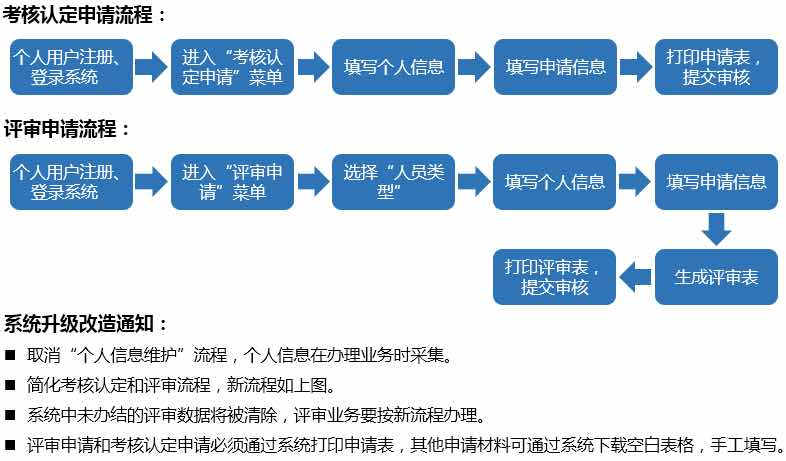 考核认定申请流程：
个人用户注册、
登录系统
进入“考核认
定申请”菜单
填写个人信息
填写申请信息
打印申请表，
提交审核
评审申请流程：
个人用户注册、
登录系统
进入“评审申
请”菜单
选择“人员类
型”
填写个人信息
填写申请信息
生成评审表
打印评审表，
提交审核
系统升级改造通知：
■ 取消“个人信息维护”流程，个人信息在办理业务时采集。
■ 简化考核认定和评审流程，新流程如上图。
■ 系统中未办结的评审数据将被清除，评审业务要按新流程办理。
■ 评审申请和考核认定申请必须通过系统打印申请表，其他申请材料可通过系统下载空白表格，手工填写。